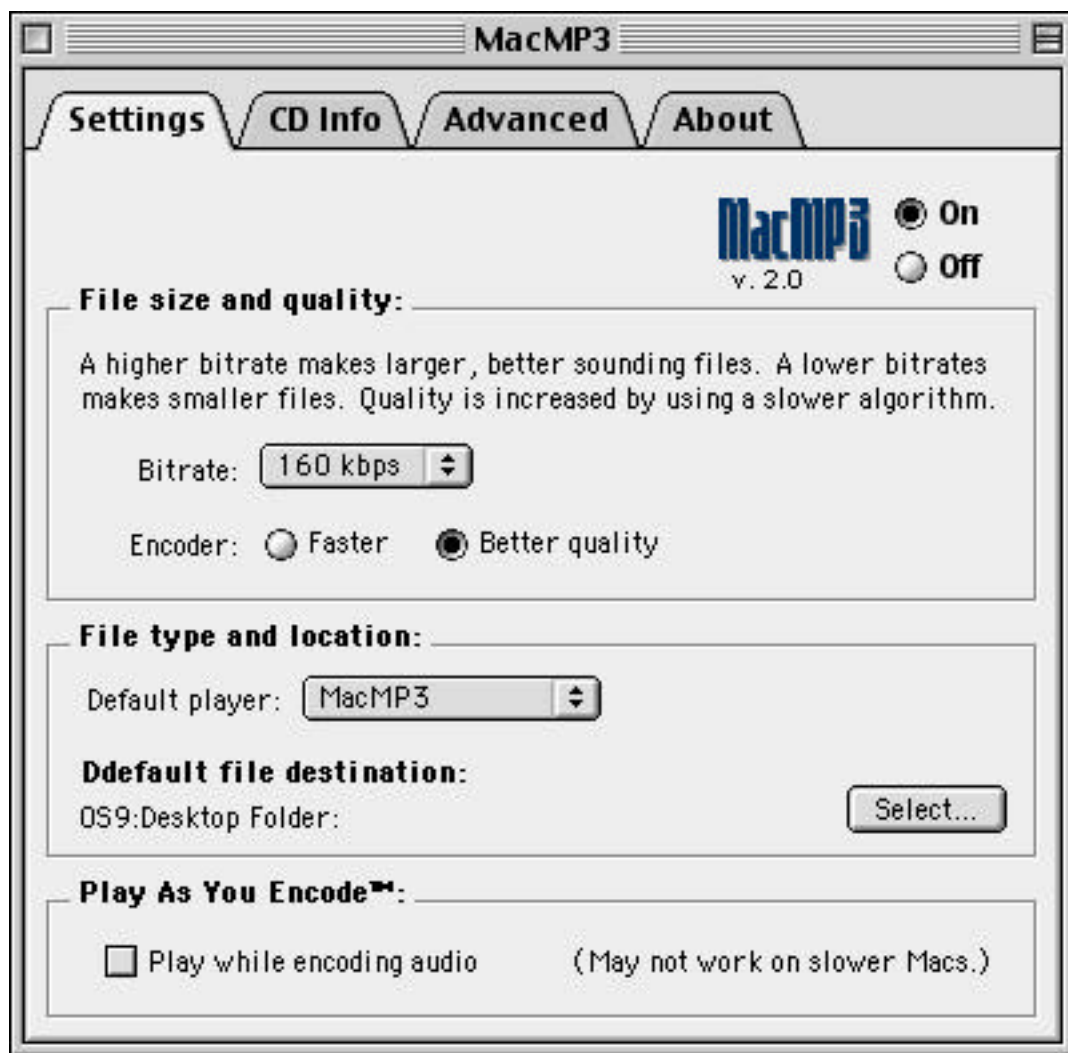 MacMP3
Settings CD Info Advanced About
MacMP3 On
v. 2.0 Off
File size and quality:
A higher bitrate makes larger, better sounding files. A lower bitrates
makes smaller files. Quality is increased by using a slower algorithm.
Bitrate: 160 kbps
Encoder: Faster Better quality
File type and location:
Default player: MacMP3
Ddefault file destination:
OS9:Desktop Folder: Select...
Play As You Encode™:
Play while encoding audio (May not work on slower Macs.)